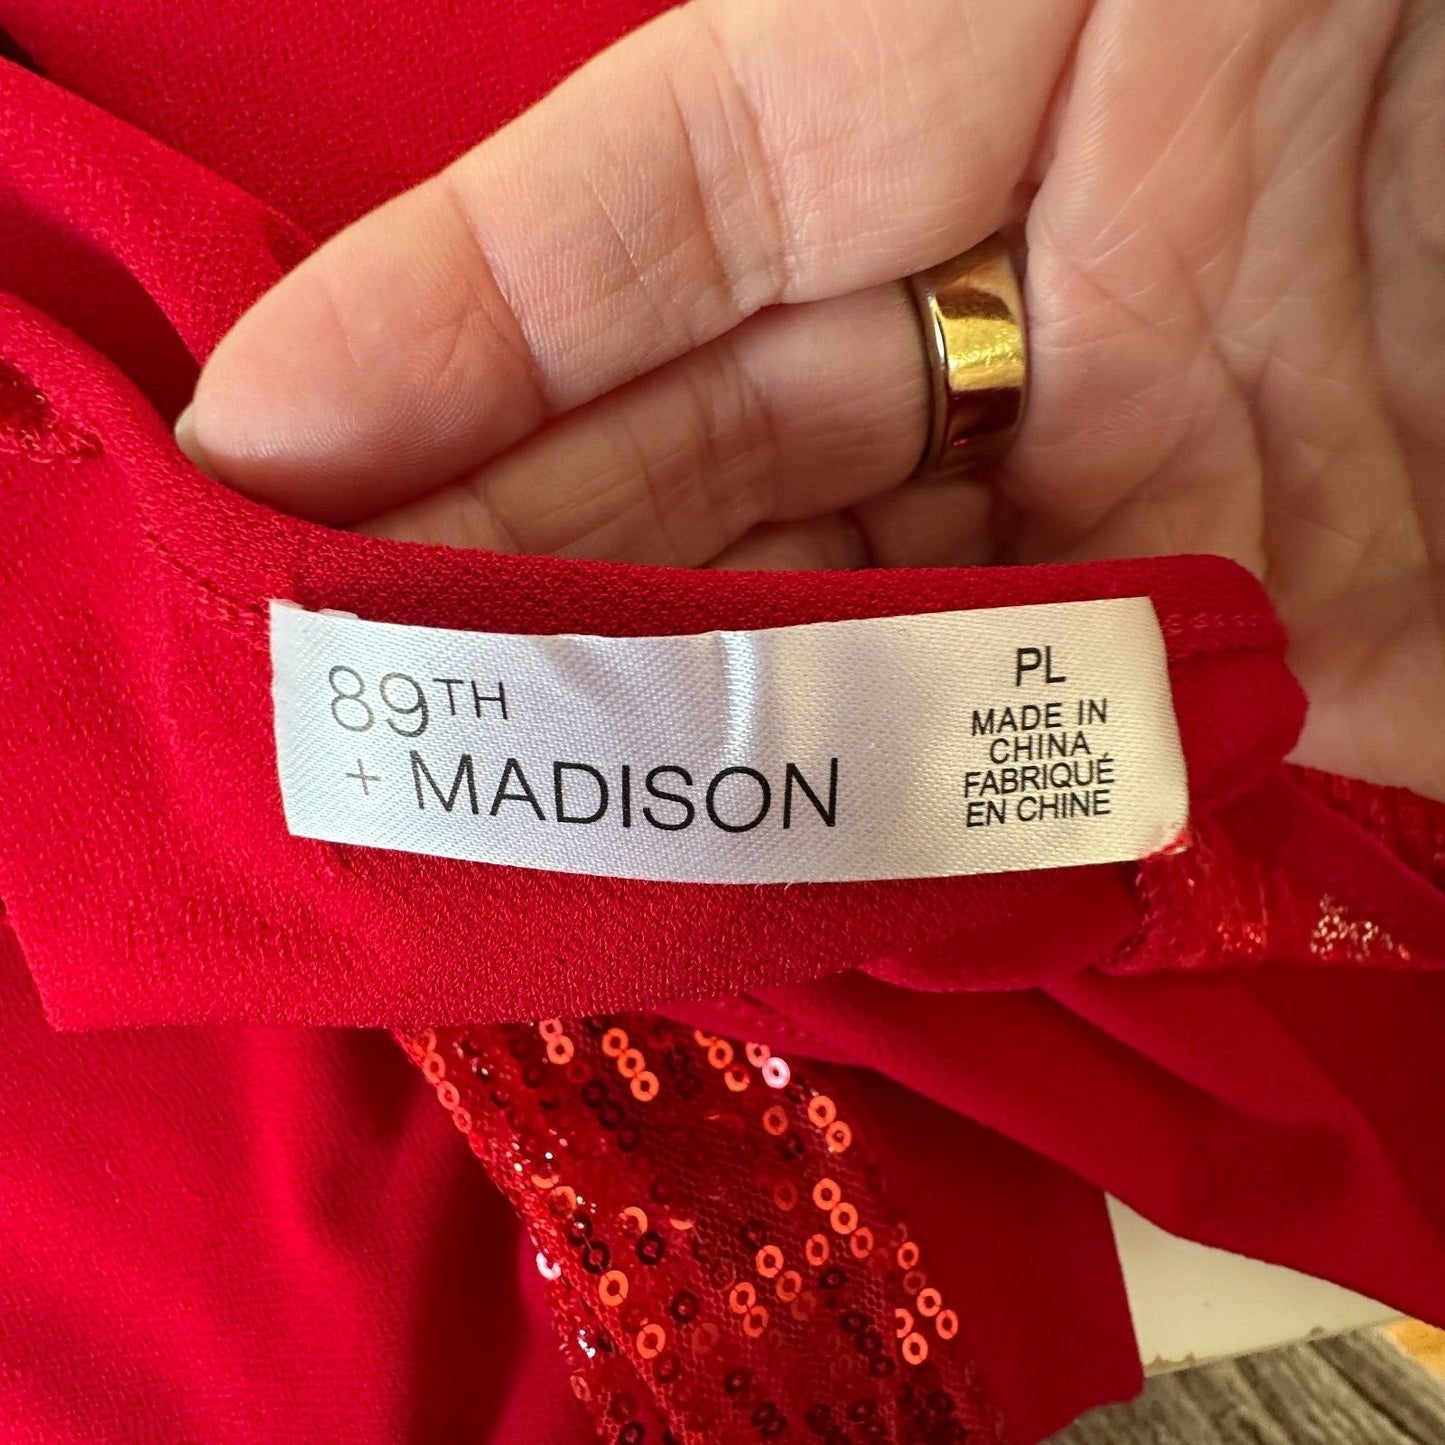 89TH
+ MADISON
PL
MADE IN
CHINA
FABRIQUÉ
EN CHINE